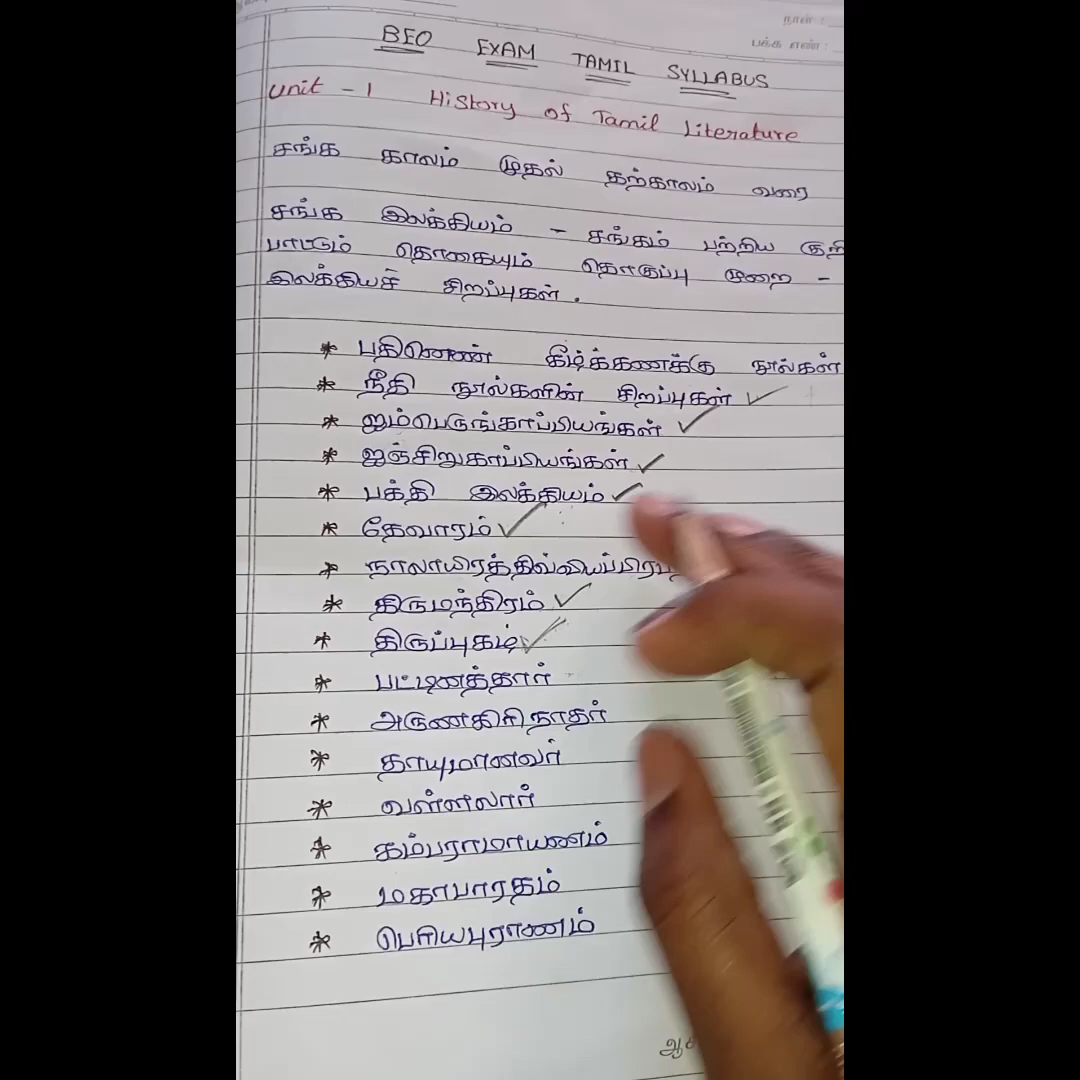 நாள் :
பக்க எண் :
BEO EXAM TAMIL SYLLABUS
Unit - 1 History of Tamil Literature
சங்க காலம் முதல் தற்காலம் வரை
சங்க இலக்கியம் - சங்கம் பற்றிய
பாட்டும் தொகையும் தொகுப்பு முறை -
இலக்கியச் சிறப்புகள் .
* பதினெண் கீழ்க்கணக்கு நூல்கள்
* நீதி நூல்களின் சிறப்புகள் ✓
* ஐம்பெருங்காப்பியங்கள் ✓
* ஐஞ்சிறுகாப்பியங்கள் ✓
* பக்தி இலக்கியம் ✓
* தேவாரம் ✓
* நாலாயிரத்திவ்வியப்பிரப
* திருமந்திரம் ✓
* திருப்புகழ் ✓
* பட்டினத்தார்
* அருணகிரிநாதர்
* தாயுமானவர்
* வள்ளலார்
* கம்பராமாயணம்
* மகாபாரதம்
* பெரியபுராணம்